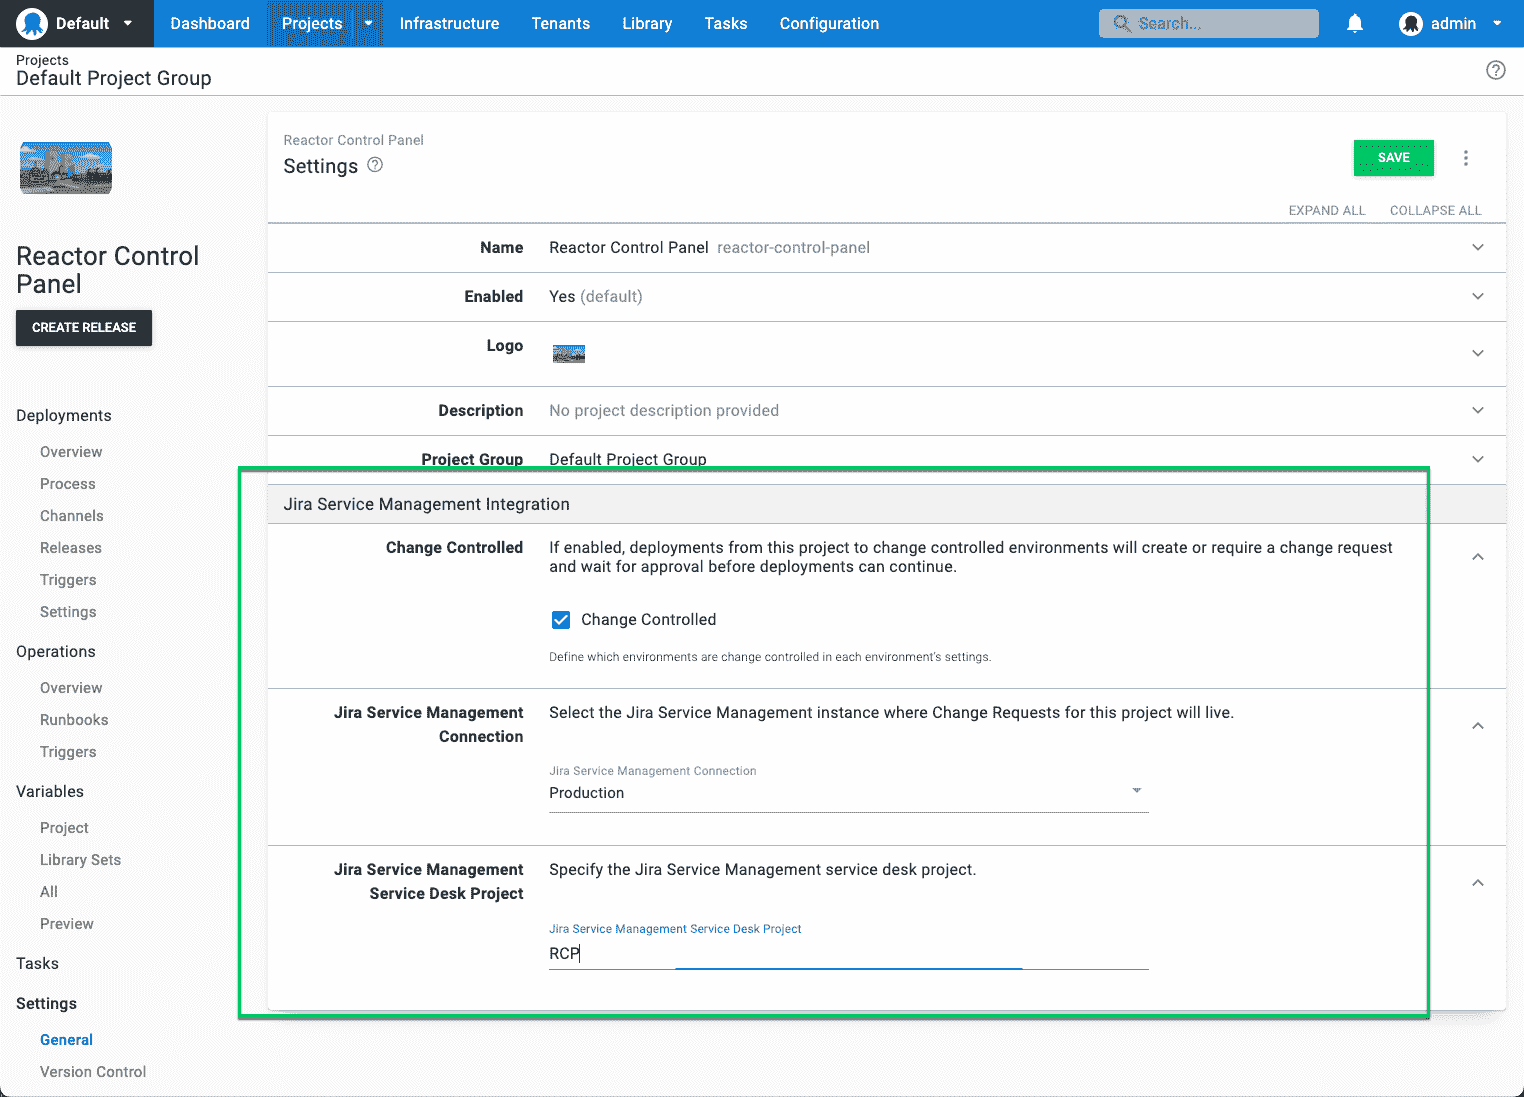 Default
Dashboard
Projects
Infrastructure
Tenants
Library
Tasks
Configuration
Search...
admin
Projects
Default Project Group
Reactor Control
Panel
CREATE RELEASE
Deployments
Overview
Process
Channels
Releases
Triggers
Settings
Operations
Overview
Runbooks
Triggers
Variables
Project
Library Sets
All
Preview
Tasks
Settings
General
Version Control
Reactor Control Panel
Settings
SAVE
EXPAND ALL
COLLAPSE ALL
Name
Reactor Control Panel reactor-control-panel
Enabled
Yes (default)
Logo
Description
No project description provided
Project Group
Default Project Group
Jira Service Management Integration
Change Controlled
If enabled, deployments from this project to change controlled environments will create or require a change request
and wait for approval before deployments can continue.
Change Controlled
Define which environments are change controlled in each environment's settings.
Jira Service Management
Connection
Select the Jira Service Management instance where Change Requests for this project will live.
Jira Service Management Connection
Production
Jira Service Management
Service Desk Project
Specify the Jira Service Management service desk project.
Jira Service Management Service Desk Project
RCP